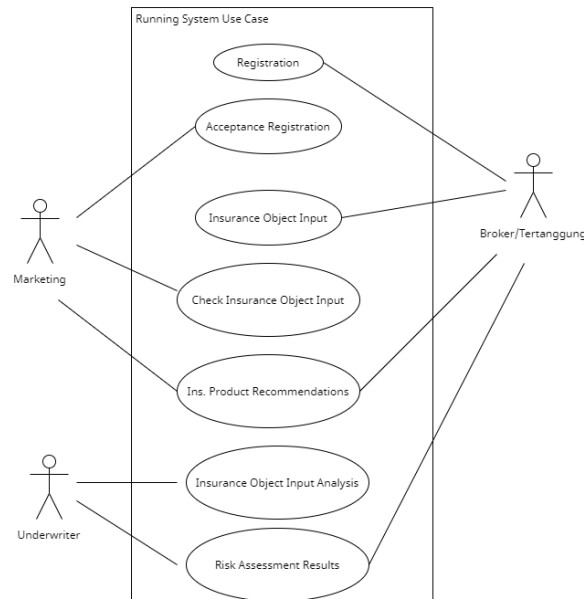 Running System Use Case
Registration
Acceptance Registration
Insurance Object Input
Broker/Tertanggung
Marketing
Check Insurance Object Input
Ins. Product Recommendations
Insurance Object Input Analysis
Underwriter
Risk Assessment Results